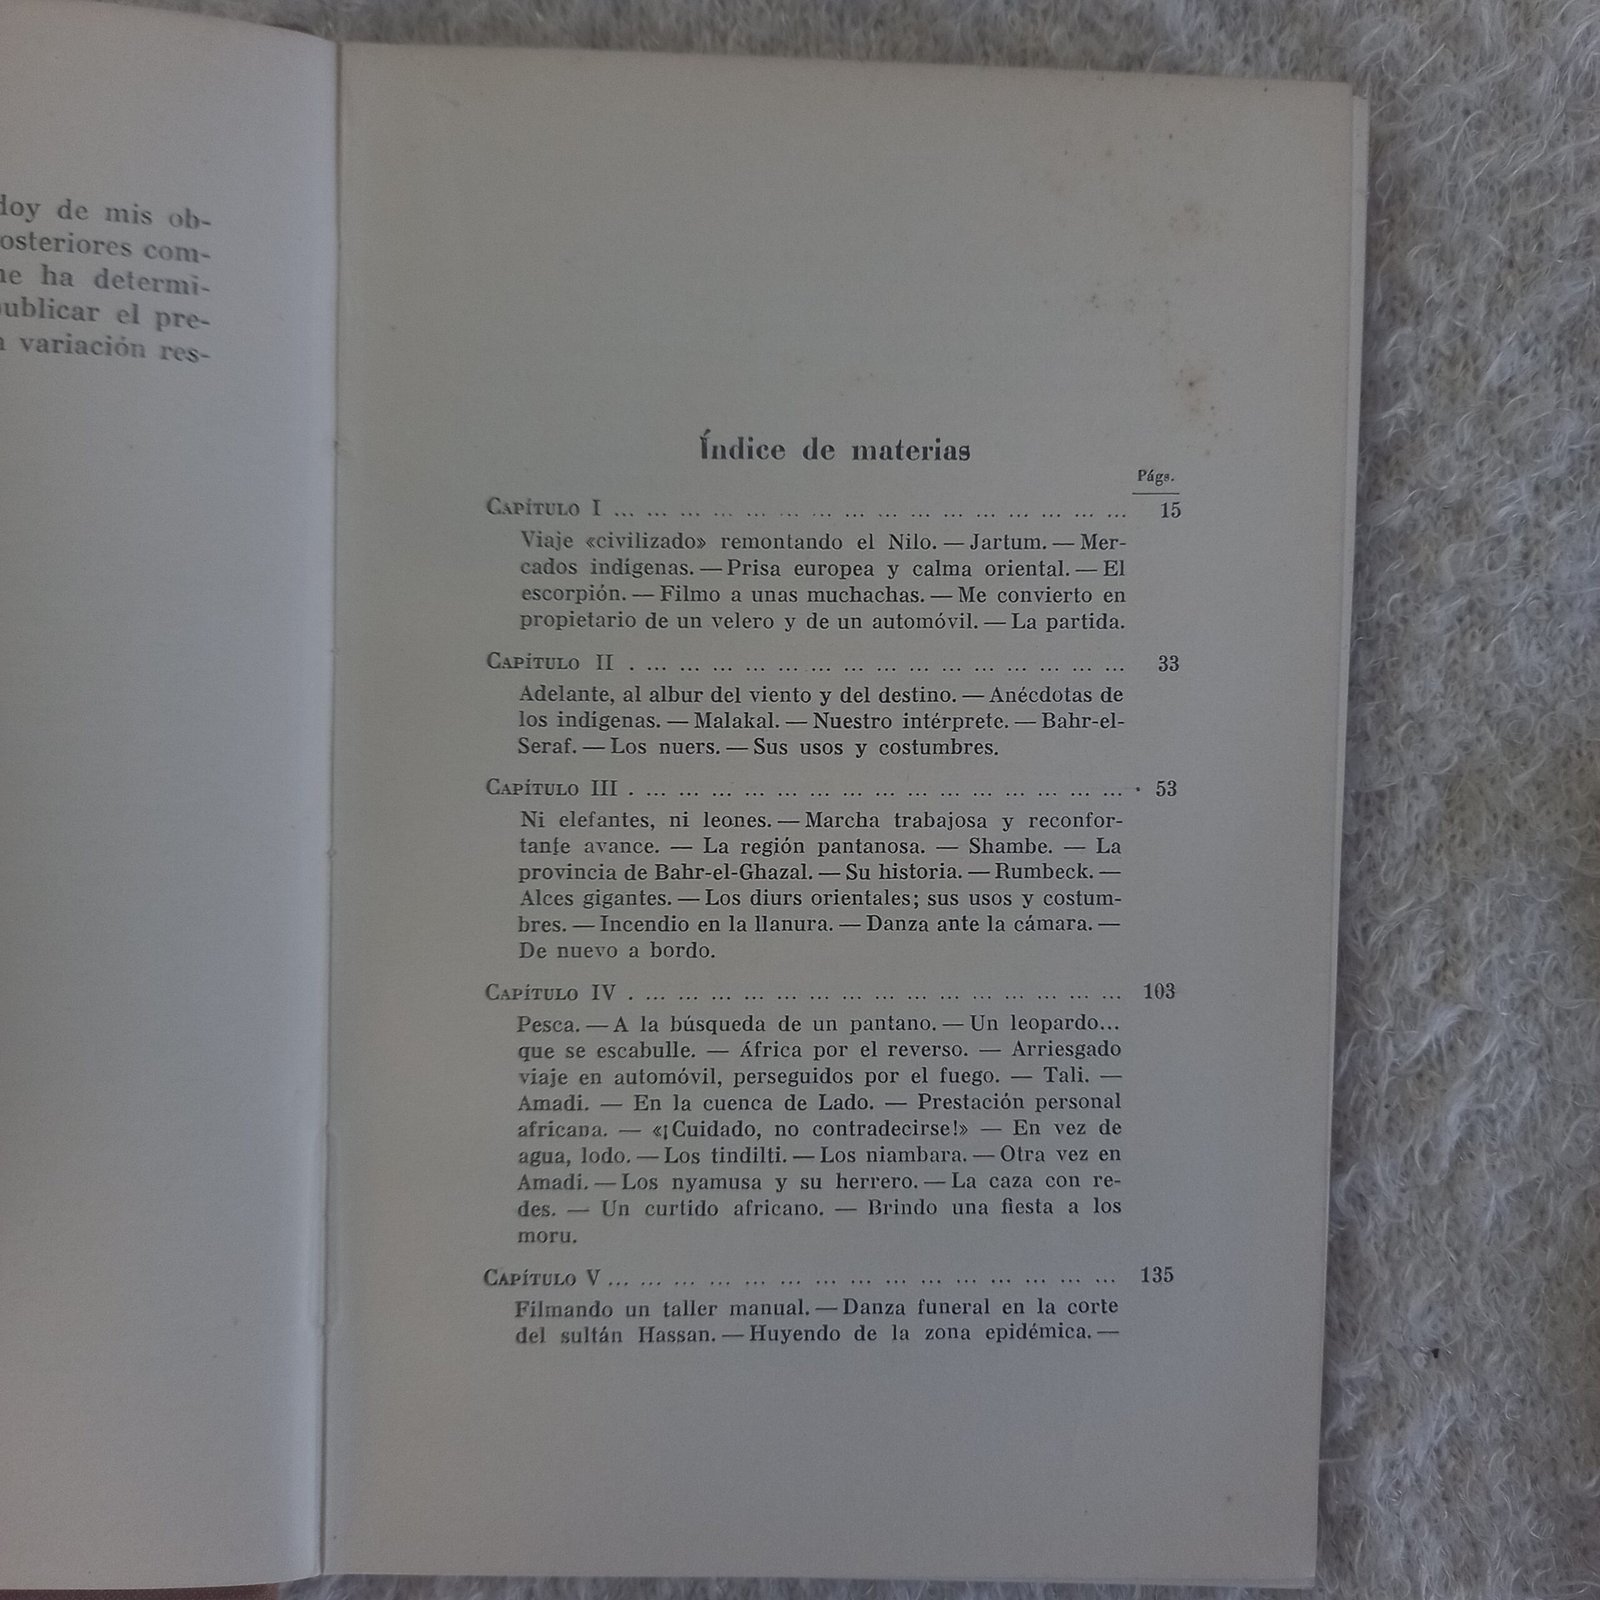 doy de mis ob-
osteriores com-
ne ha determi-
publicar el pre-
variación res-
Índice de materias
Págs.
CAPÍTULO I ... ... ... ... ... ... ... ... ... ... ... ... ... ... ... ... 15
Viaje «civilizado» remontando el Nilo. — Jartum. — Mer-
cados indígenas. — Prisa europea y calma oriental. — El
escorpión. — Filmo a unas muchachas. — Me convierto en
propietario de un velero y de un automóvil. — La partida.
CAPÍTULO II . ... ... ... ... ... ... ... ... ... ... ... ... ... ... ... 33
Adelante, al albur del viento y del destino. — Anécdotas de
los indígenas. — Malakal. — Nuestro intérprete. — Bahr-el-
Seraf. — Los nuers. — Sus usos y costumbres.
CAPÍTULO III . ... ... ... ... ... ... ... ... ... ... ... ... ... ... ... 53
Ni elefantes, ni leones. — Marcha trabajosa y reconfor-
tante avance. — La región pantanosa. — Shambe. — La
provincia de Bahr-el-Ghazal. — Su historia. — Rumbeck. —
Alces gigantes. — Los diurs orientales; sus usos y costum-
bres. — Incendio en la llanura. — Danza ante la cámara. —
De nuevo a bordo.
CAPÍTULO IV . ... ... ... ... ... ... ... ... ... ... ... ... ... ... ... 103
Pesca. — A la búsqueda de un pantano. — Un leopardo...
que se escabulle. — África por el reverso. — Arriesgado
viaje en automóvil, perseguidos por el fuego. — Tali. —
Amadi. — En la cuenca de Lado. — Prestación personal
africana. — «¡Cuidado, no contradecirse!» — En vez de
agua, lodo. — Los tindilti. — Los niambara. — Otra vez en
Amadi. — Los nyamusa y su herrero. — La caza con re-
des. — Un curtido africano. — Brindo una fiesta a los
moru.
CAPÍTULO V ... ... ... ... ... ... ... ... ... ... ... ... ... ... ... 135
Filmando un taller manual. — Danza funeral en la corte
del sultán Hassan. — Huyendo de la zona epidémica. —